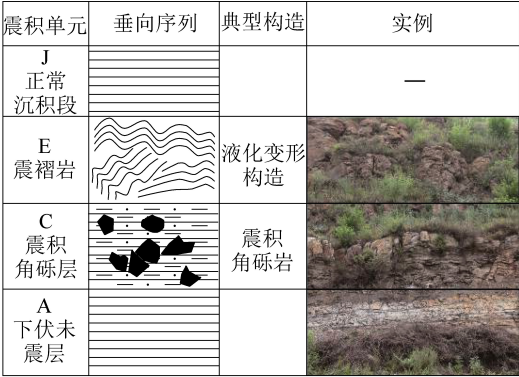 震积单元 垂向序列 典型构造 实例
J
正常
沉积段
—
E
震褶岩
液化变形
构造
C
震积
角砾层
震积
角砾岩
A
下伏未
震层